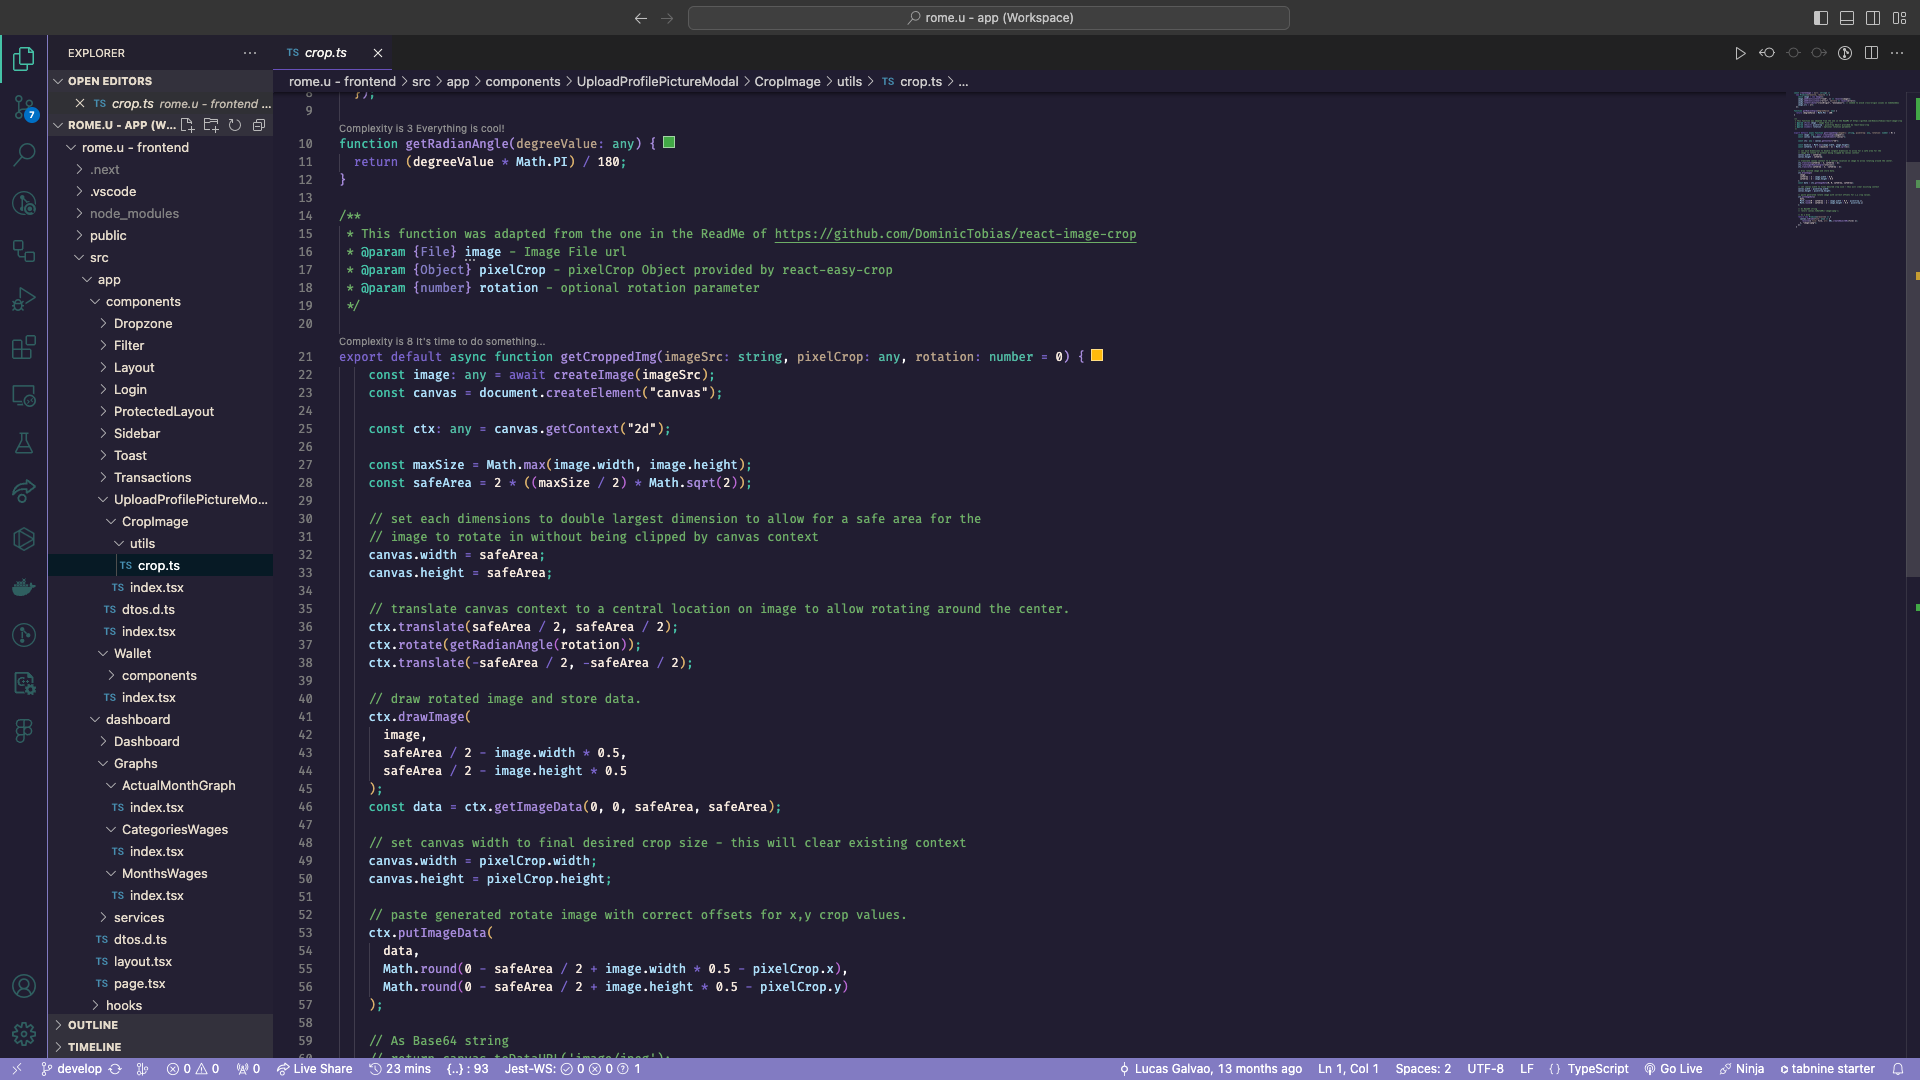 rome.u - app (Workspace)
EXPLORER
OPEN EDITORS
TS crop.ts rome.u - frontend ...
ROME.U - APP (W...
rome.u - frontend
.next
.vscode
node_modules
public
src
app
components
Dropzone
Filter
Layout
Login
ProtectedLayout
Sidebar
Toast
Transactions
UploadProfilePictureMo...
CropImage
utils
TS crop.ts
TS index.tsx
TS dtos.d.ts
TS index.tsx
Wallet
components
TS index.tsx
dashboard
Dashboard
Graphs
ActualMonthGraph
TS index.tsx
CategoriesWages
TS index.tsx
MonthsWages
TS index.tsx
services
TS dtos.d.ts
TS layout.tsx
TS page.tsx
hooks
OUTLINE
TIMELINE
7
TS crop.ts
rome.u - frontend > src > app > components > UploadProfilePictureModal > CropImage > utils > TS crop.ts > ...
8 });
9
Complexity is 3 Everything is cool!
10 function getRadianAngle(degreeValue: any) {
11 return (degreeValue * Math.PI) / 180;
12 }
13
14 /**
15 * This function was adapted from the one in the ReadMe of https://github.com/DominicTobias/react-image-crop
16 * @param {File} image - Image File url
17 * @param {Object} pixelCrop - pixelCrop Object provided by react-easy-crop
18 * @param {number} rotation - optional rotation parameter
19 */
20
Complexity is 8 It's time to do something...
21 export default async function getCroppedImg(imageSrc: string, pixelCrop: any, rotation: number = 0) {
22 const image: any = await createImage(imageSrc);
23 const canvas = document.createElement("canvas");
24
25 const ctx: any = canvas.getContext("2d");
26
27 const maxSize = Math.max(image.width, image.height);
28 const safeArea = 2 * ((maxSize / 2) * Math.sqrt(2));
29
30 // set each dimensions to double largest dimension to allow for a safe area for the
31 // image to rotate in without being clipped by canvas context
32 canvas.width = safeArea;
33 canvas.height = safeArea;
34
35 // translate canvas context to a central location on image to allow rotating around the center.
36 ctx.translate(safeArea / 2, safeArea / 2);
37 ctx.rotate(getRadianAngle(rotation));
38 ctx.translate(-safeArea / 2, -safeArea / 2);
39
40 // draw rotated image and store data.
41 ctx.drawImage(
42 image,
43 safeArea / 2 - image.width * 0.5,
44 safeArea / 2 - image.height * 0.5
45 );
46 const data = ctx.getImageData(0, 0, safeArea, safeArea);
47
48 // set canvas width to final desired crop size - this will clear existing context
49 canvas.width = pixelCrop.width;
50 canvas.height = pixelCrop.height;
51
52 // paste generated rotate image with correct offsets for x,y crop values.
53 ctx.putImageData(
54 data,
55 Math.round(0 - safeArea / 2 + image.width * 0.5 - pixelCrop.x),
56 Math.round(0 - safeArea / 2 + image.height * 0.5 - pixelCrop.y)
57 );
58
59 // As Base64 string
60 // return canvas.toDataURL('image/jpeg');
develop 0 0 0 Live Share 23 mins {..} : 93 Jest-WS: 0 0 1 Lucas Galvao, 13 months ago Ln 1, Col 1 Spaces: 2 UTF-8 LF {} TypeScript Go Live Ninja tabnine starter